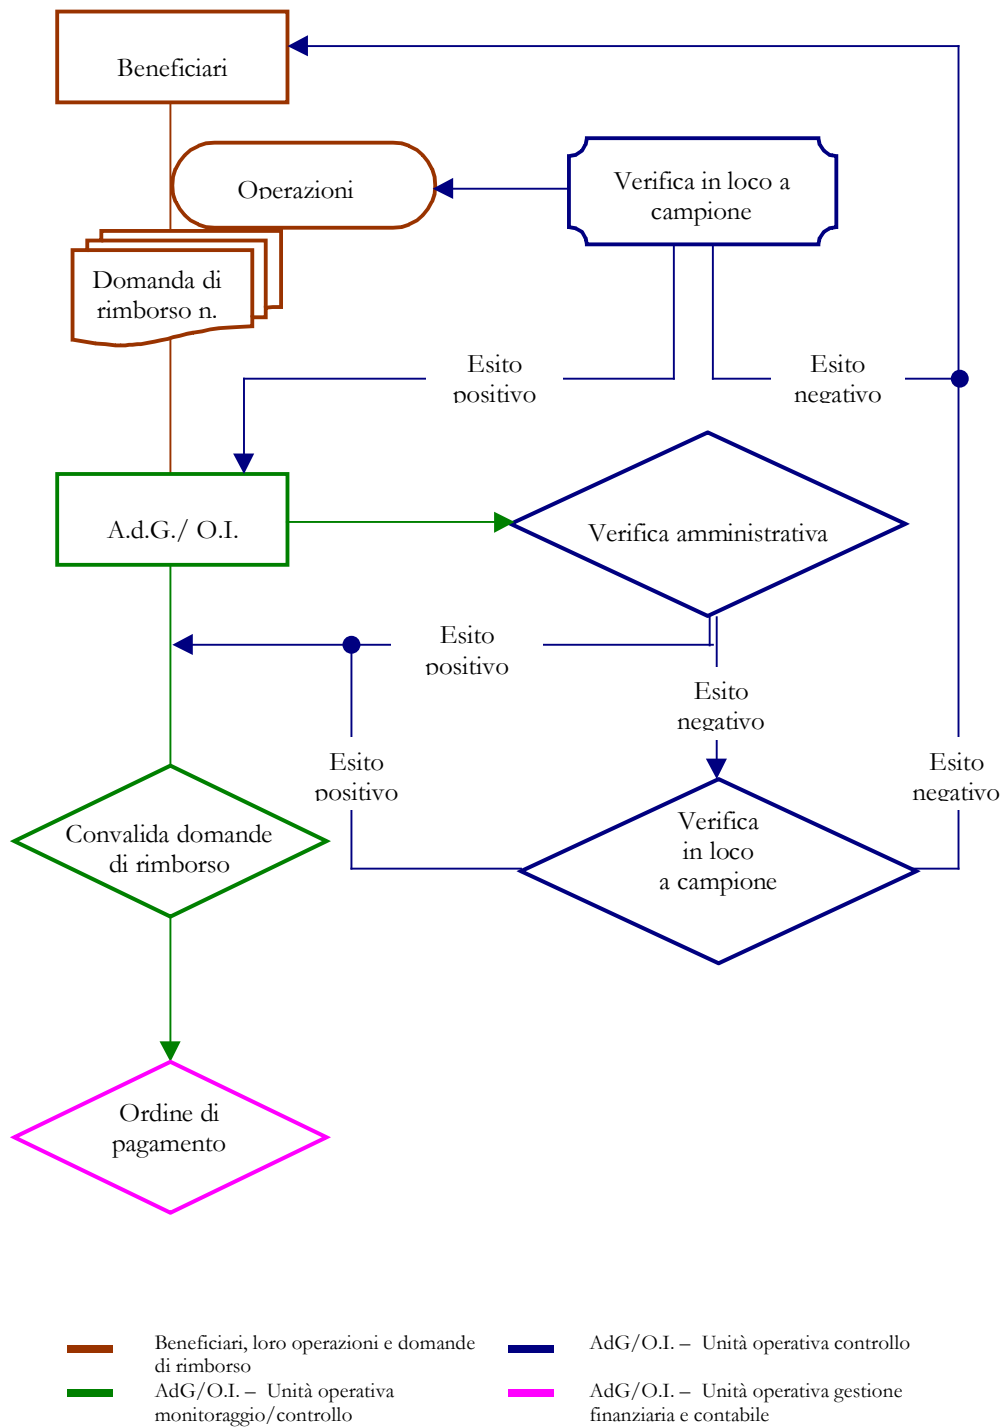 Beneficiari
Operazioni
Verifica in loco a
campione
Domanda di
rimborso n.
Esito
positivo
Esito
negativo
A.d.G./ O.I.
Verifica amministrativa
Esito
positivo
Esito
negativo
Esito
positivo
Esito
negativo
Convalida domande
di rimborso
Verifica
in loco
a campione
Ordine di
pagamento
Beneficiari, loro operazioni e domande
di rimborso
AdG/O.I. – Unità operativa controllo
AdG/O.I. – Unità operativa
monitoraggio/controllo
AdG/O.I. – Unità operativa gestione
finanziaria e contabile